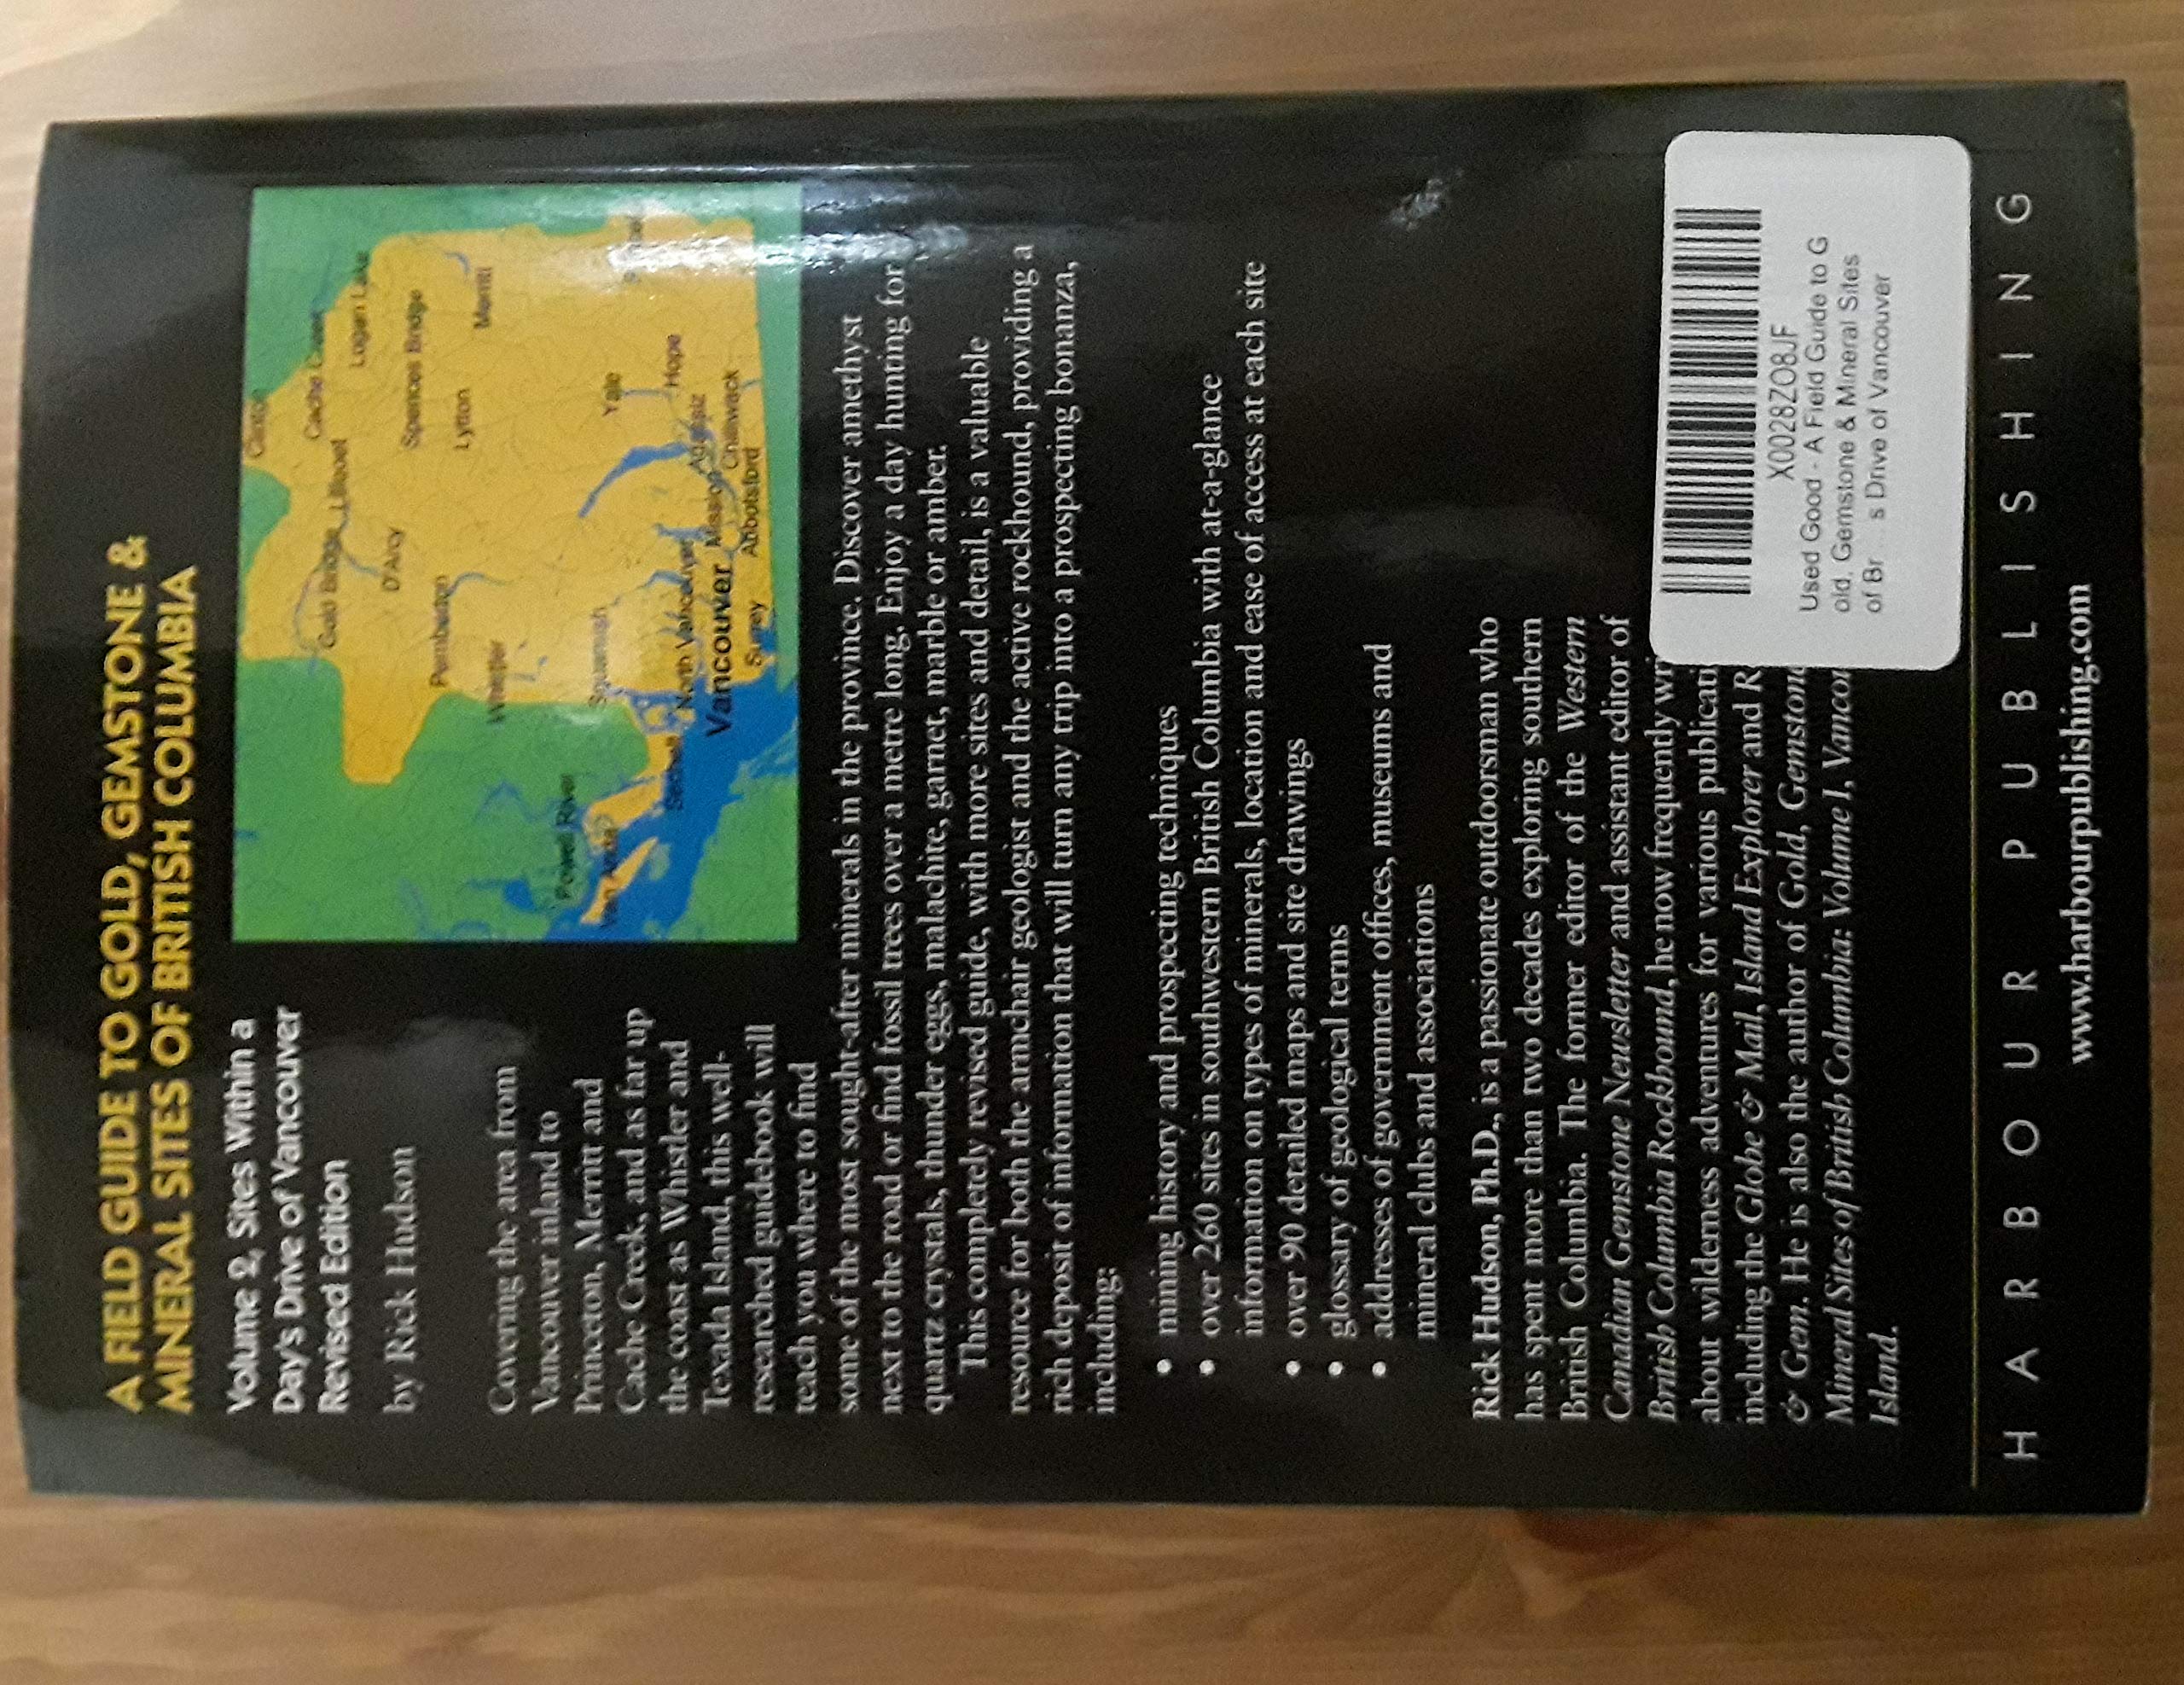 A FIELD GUIDE TO GOLD, GEMSTONE &
MINERAL SITES OF BRITISH COLUMBIA
Volume 2, Sites Within a
Day's Drive of Vancouver
Revised Edition
by Rick Hudson
Covering the area from
Vancouver inland to
Princeton, Merritt and
Cache Creek, and as far up
the coast as Whistler and
Texada Island, this well-
researched guidebook will
teach you where to find
some of the most sought-after minerals in the province. Discover amethyst
next to the road or find fossil trees over a metre long. Enjoy a day hunting for
quartz crystals, thunder eggs, malachite, garnet, marble or amber.
This completely revised guide, with more sites and detail, is a valuable
resource for both the armchair geologist and the active rockhound, providing a
rich deposit of information that will turn any trip into a prospecting bonanza,
including:
Clinton
Cache Creek
Logan Lake
Gold Bridge
Lillooet
Spences Bridge
D'Arcy
Lytton
Merritt
Pemberton
Whistler
Powell River
Squamish
Yale
Hope
Sechelt
North Vancouver
Agassiz
Vancouver
Mission
Chilliwack
Surrey
Abbotsford
• mining history and prospecting techniques
• over 260 sites in southwestern British Columbia with at-a-glance
information on types of minerals, location and ease of access at each site
• over 90 detailed maps and site drawings
• glossary of geological terms
• addresses of government offices, museums and
mineral clubs and associations
Rick Hudson, Ph.D., is a passionate outdoorsman who
has spent more than two decades exploring southern
British Columbia. The former editor of the Western
Canadian Gemstone Newsletter and assistant editor of
British Columbia Rockhound, he now frequently wr
about wilderness adventures for various publicati
including the Globe & Mail, Island Explorer and R
& Gem. He is also the author of Gold, Gemstone
Mineral Sites of British Columbia: Volume 1, Vancou
Island.
X0028ZO8JF
Used Good - A Field Guide to G
old, Gemstone & Mineral Sites
of Br ... s Drive of Vancouver
HARBOUR PUBLISHING
www.harbourpublishing.com